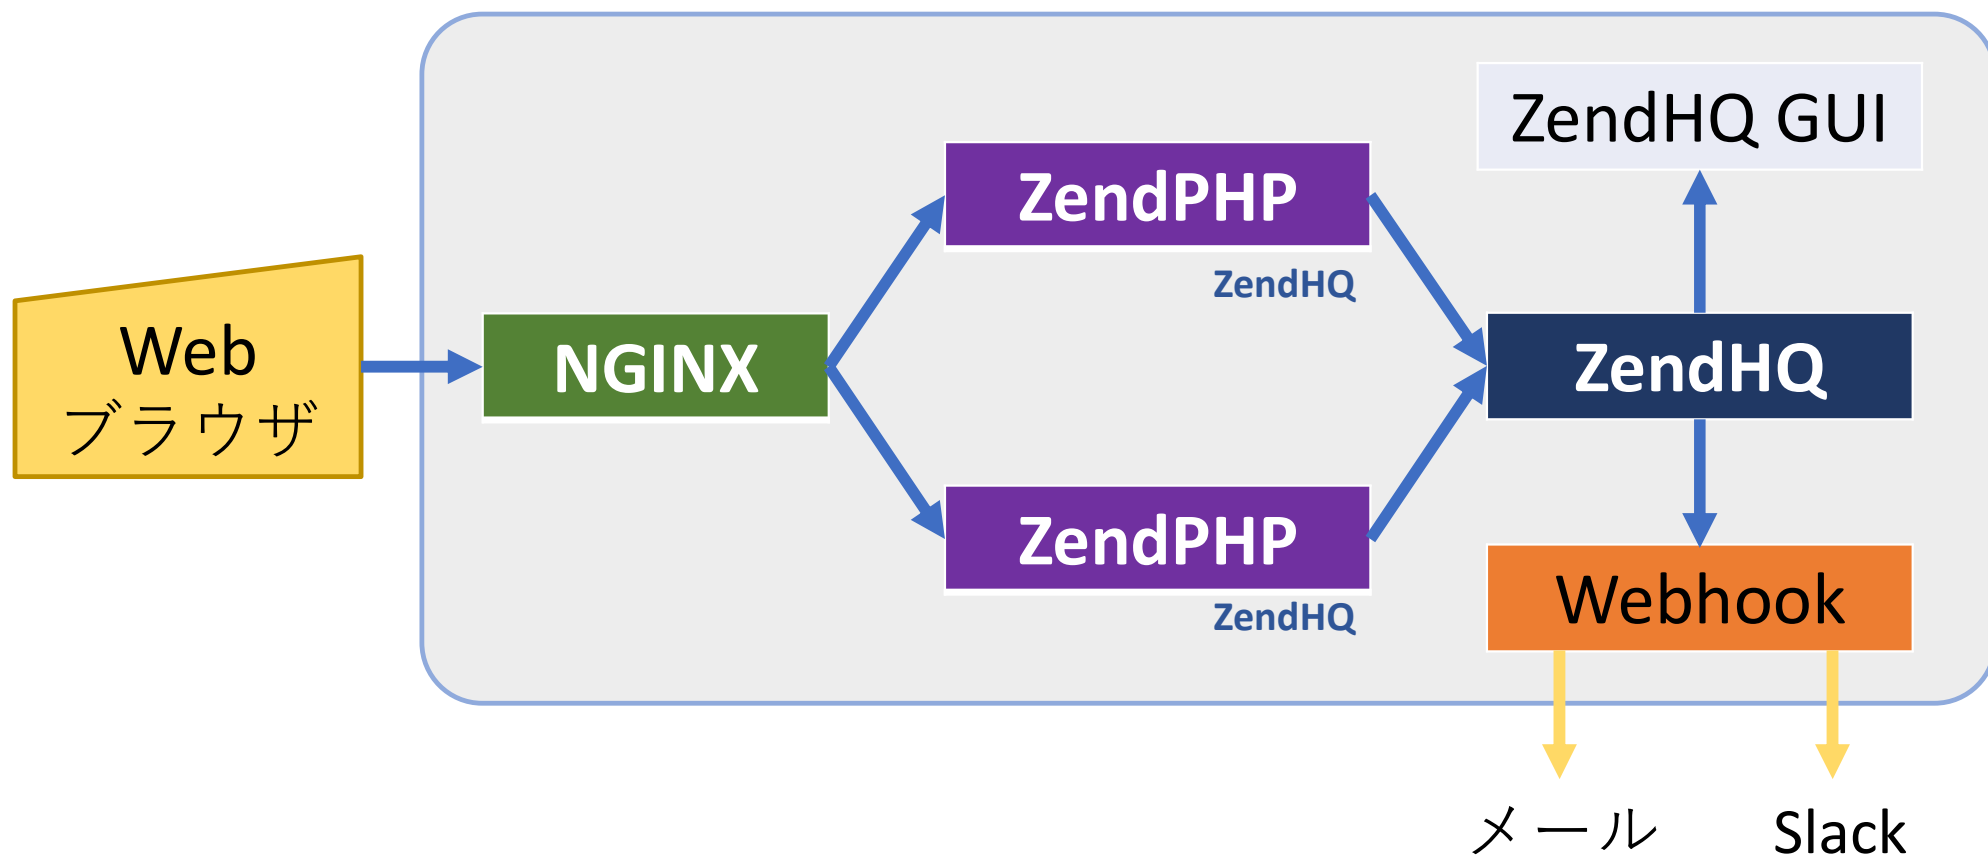 ZendHQ GUI
ZendPHP
ZendHQ
Web
ブラウザ
NGINX
ZendHQ
ZendPHP
ZendHQ
Webhook
メール
Slack